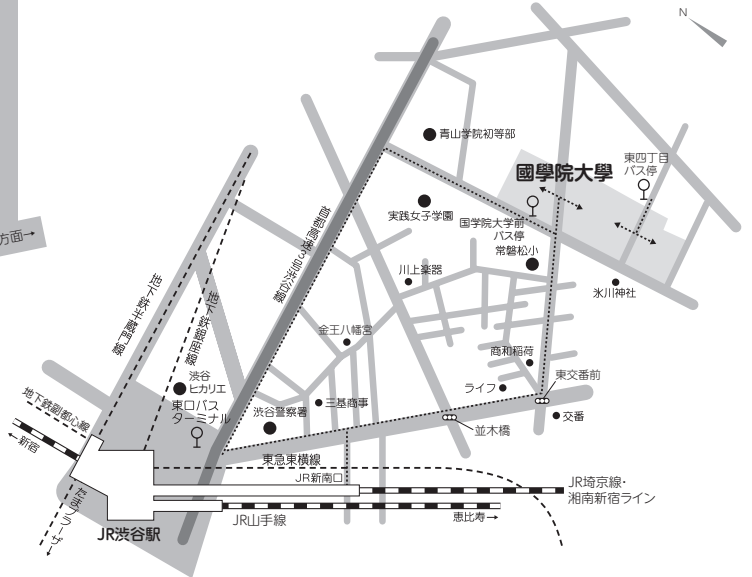 N
青山学院初等部
國學院大學
東四丁目
バス停
方面→
実践女子学園
国学院大学前
バス停
常磐松小
首都高速3号渋谷線
川上楽器
氷川神社
地下鉄半蔵門線
地下鉄銀座線
金王八幡宮
商和稲荷
渋谷
ヒカリエ
ライフ
東交番前
地下鉄副都心線
東口バス
ターミナル
渋谷警察署
三基商事
交番
並木橋
←新宿
東急東横線
JR新南口
JR埼京線・
湘南新宿ライン
たまプラーザ→
JR山手線
恵比寿→
JR渋谷駅